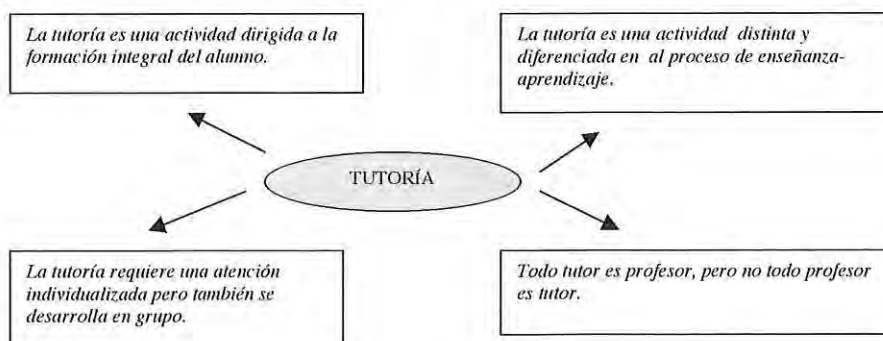 La tutoría es una actividad dirigida a la
formación integral del alumno.
La tutoría es una actividad distinta y
diferenciada en al proceso de enseñanza-
aprendizaje.
TUTORÍA
La tutoría requiere una atención
individualizada pero también se
desarrolla en grupo.
Todo tutor es profesor, pero no todo profesor
es tutor.